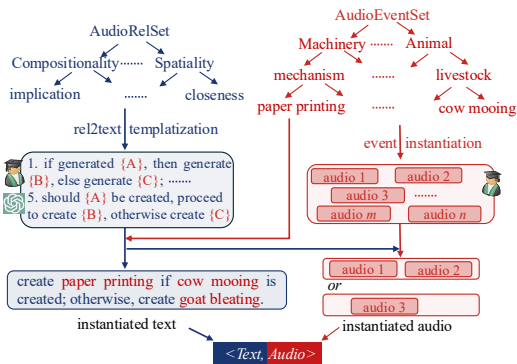 AudioRelSet
Compositionality ······· Spatiality
implication ······· closeness
rel2text templatization
1. if generated {A}, then generate
{B}, else generate {C}; ·······
5. should {A} be created, proceed
to create {B}, otherwise create {C}
create paper printing if cow mooing is
created; otherwise, create goat bleating.
instantiated text
AudioEventSet
Machinery ······· Animal
mechanism ······· livestock
paper printing ······· cow mooing
event instantiation
audio 1 audio 2
audio 3 ·······
audio m audio n
audio 1 audio 2
or
audio 3
instantiated audio
<Text, Audio>